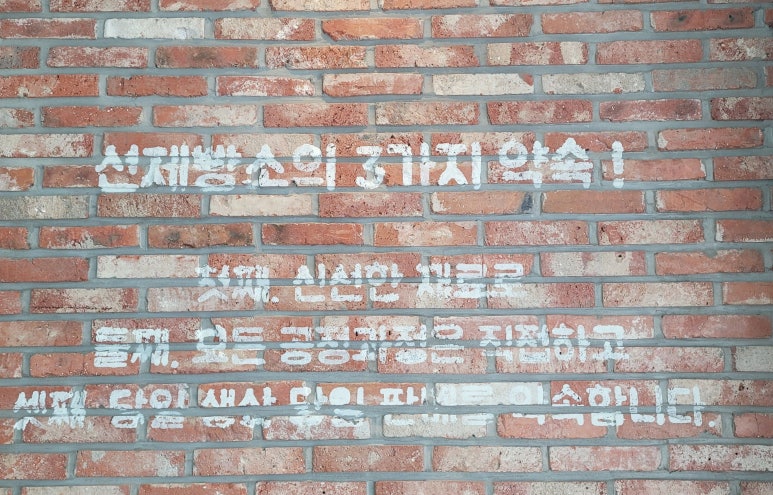 선제빵소의 3가지 약속!
첫째. 신선한 재료로
둘째. 모든 공정과정은 직접하고
셋째. 당일 생산 당일 판매를 약속합니다.